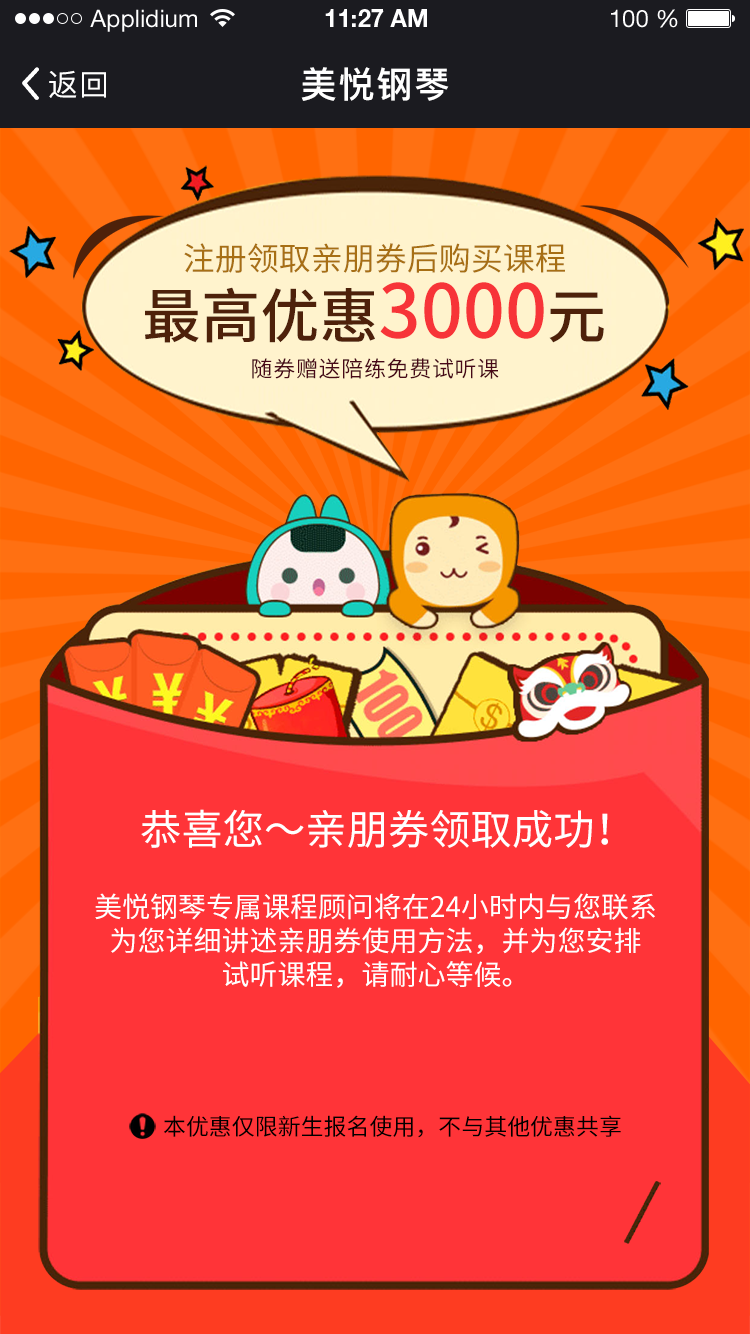 Applidium
11:27 AM
100 %
返回
美悦钢琴
注册领取亲朋券后购买课程
最高优惠3000元
随券赠送陪练免费试听课
¥ ¥ ¥
100
$
恭喜您～亲朋券领取成功！
美悦钢琴专属课程顾问将在24小时内与您联系
为您详细讲述亲朋券使用方法，并为您安排
试听课程，请耐心等候。
本优惠仅限新生报名使用，不与其他优惠共享